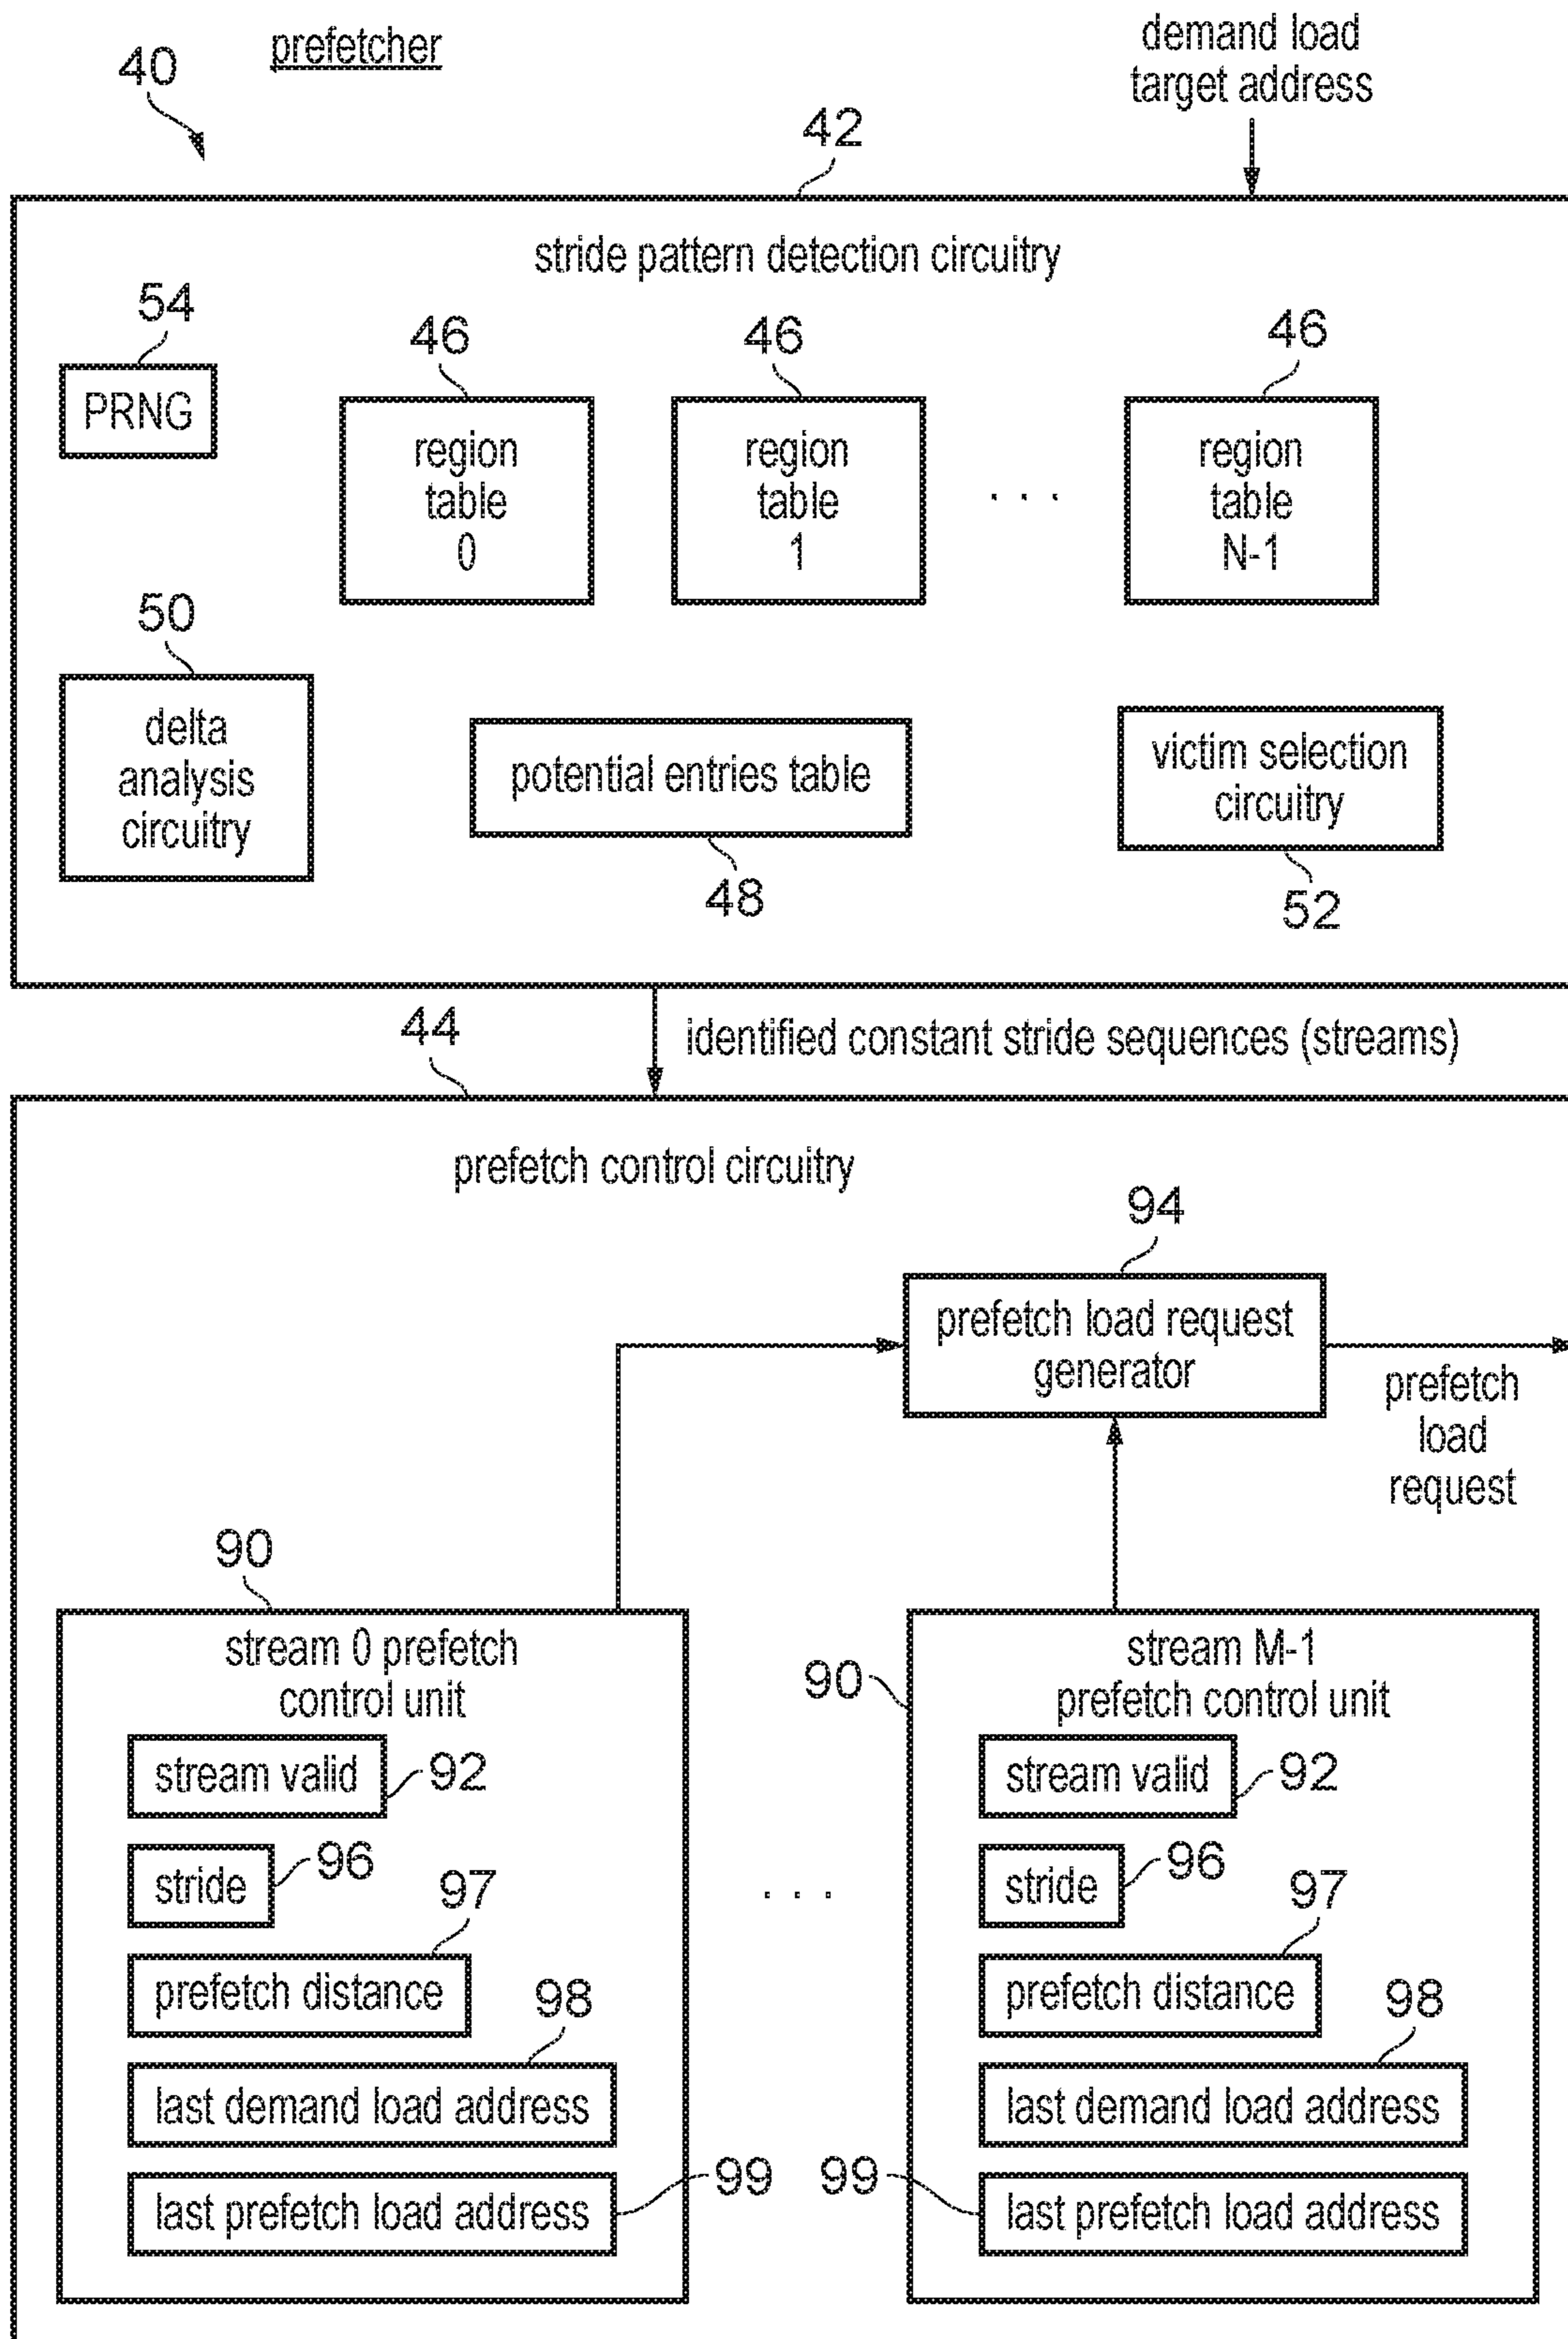 prefetcher
40
demand load
target address
42
stride pattern detection circuitry
54
PRNG
46
region
table
0
46
region
table
1
. . .
46
region
table
N-1
50
delta
analysis
circuitry
potential entries table
48
victim selection
circuitry
52
44
identified constant stride sequences (streams)
prefetch control circuitry
94
prefetch load request
generator
prefetch
load
request
90
stream 0 prefetch
control unit
stream valid
92
stride
96
97
prefetch distance
98
last demand load address
last prefetch load address
99
. . .
90
stream M-1
prefetch control unit
stream valid
92
stride
96
97
prefetch distance
98
last demand load address
99
last prefetch load address